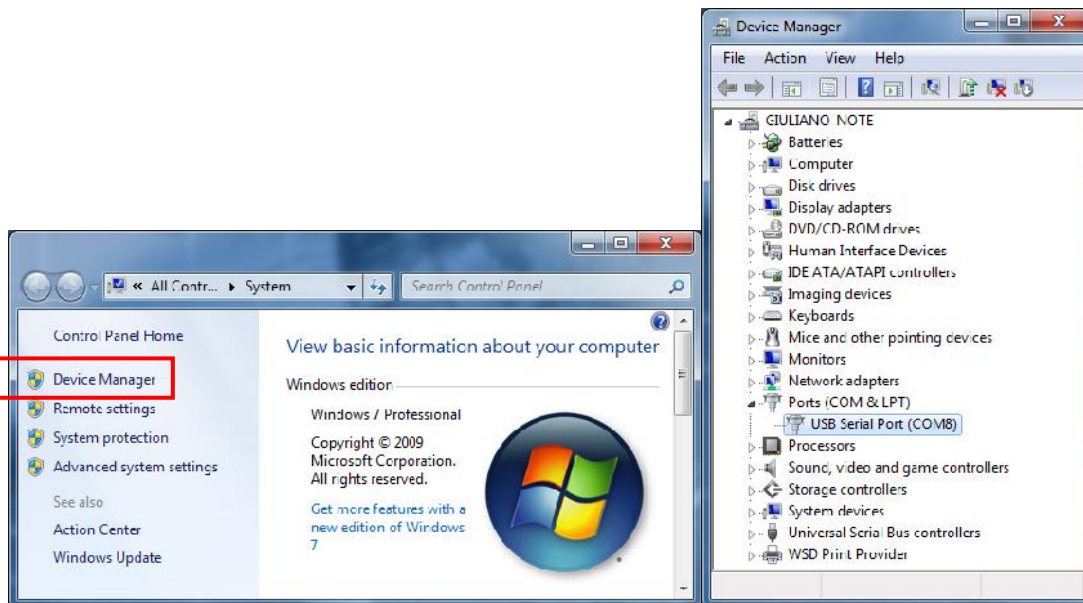 All Contr... ▸ System
Search Control Panel
Control Panel Home
Device Manager
Remote settings
System protection
Advanced system settings
See also
Action Center
Windows Update
View basic information about your computer
Windows edition
Windows 7 Professional
Copyright © 2009
Microsoft Corporation.
All rights reserved.
Get more features with a
new edition of Windows
7
Device Manager
File Action View Help
GIULIANO NOTE
Batteries
Computer
Disk drives
Display adapters
DVD/CD-ROM drives
Human Interface Devices
IDE ATA/ATAPI controllers
Imaging devices
Keyboards
Mice and other pointing devices
Monitors
Network adapters
Ports (COM & LPT)
USB Serial Port (COM8)
Processors
Sound, video and game controllers
Storage controllers
System devices
Universal Serial Bus controllers
WSD Print Provider